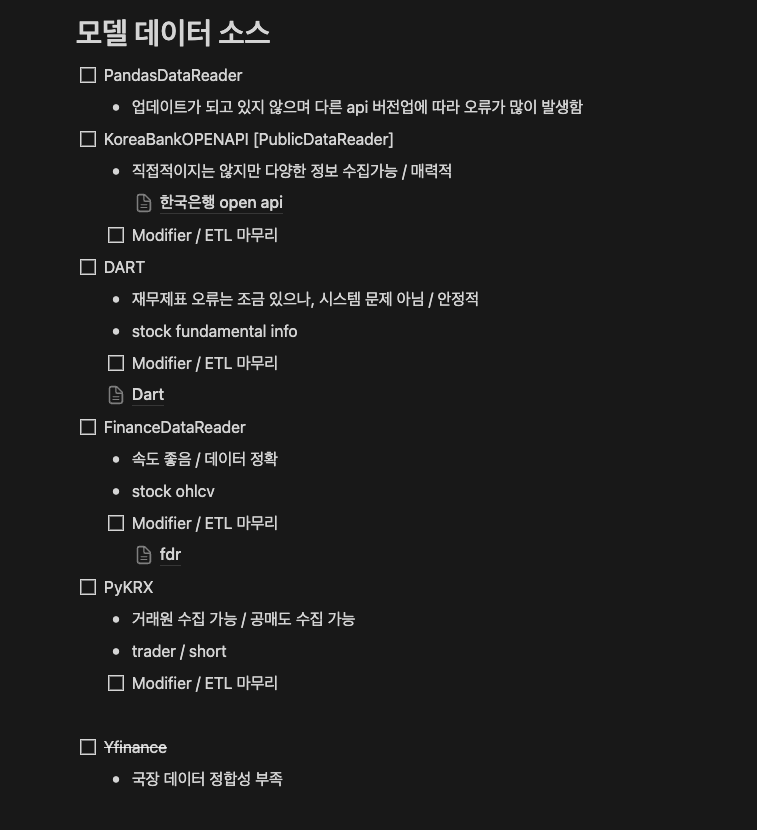 모델 데이터 소스
PandasDataReader
업데이트가 되고 있지 않으며 다른 api 버전업에 따라 오류가 많이 발생함
KoreaBankOPENAPI [PublicDataReader]
직접적이지는 않지만 다양한 정보 수집가능 / 매력적
한국은행 open api
Modifier / ETL 마무리
DART
재무제표 오류는 조금 있으나, 시스템 문제 아님 / 안정적
stock fundamental info
Modifier / ETL 마무리
Dart
FinanceDataReader
속도 좋음 / 데이터 정확
stock ohlcv
Modifier / ETL 마무리
fdr
PyKRX
거래원 수집 가능 / 공매도 수집 가능
trader / short
Modifier / ETL 마무리
Yfinance
국장 데이터 정합성 부족